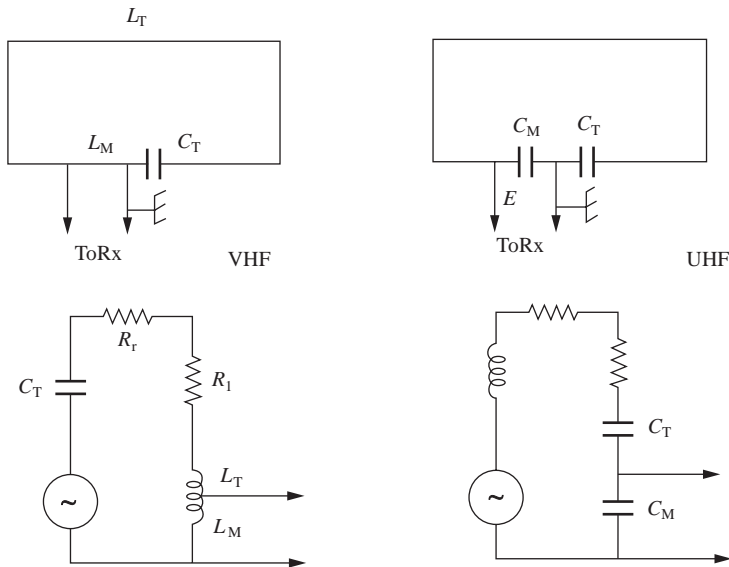 L_T
L_M C_T
ToRx VHF
C_M C_T
E
ToRx UHF
R_r
C_T R_1
~ L_T
L_M
C_T
~ C_M